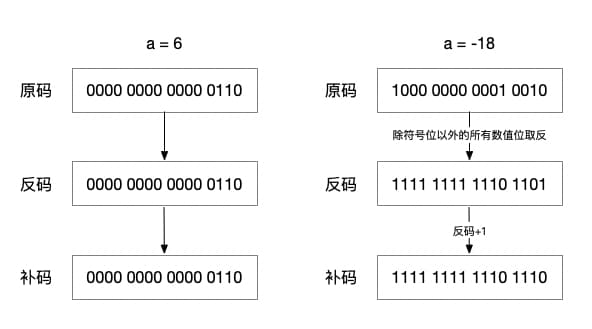 a = 6
原码 0000 0000 0000 0110
反码 0000 0000 0000 0110
补码 0000 0000 0000 0110
a = -18
原码 1000 0000 0001 0010
除符号位以外的所有数值位取反
反码 1111 1111 1110 1101
反码+1
补码 1111 1111 1110 1110